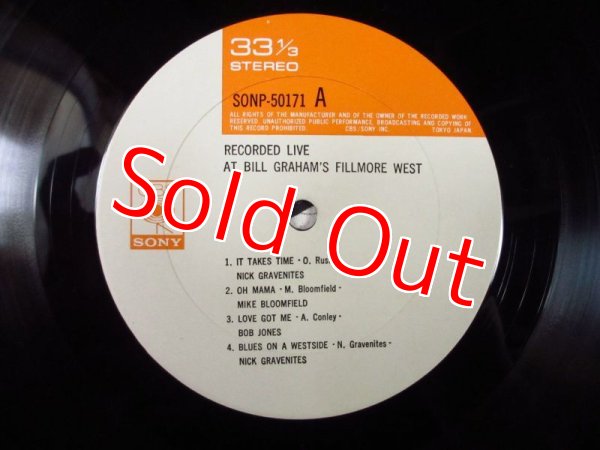 33 1/3
STEREO
SONP-50171 A
ALL RIGHTS OF THE MANUFACTURER AND OF THE OWNER OF THE RECORDED WORK
RESERVED. UNAUTHORIZED PUBLIC PERFORMANCE, BROADCASTING AND COPYING OF
THIS RECORD PROHIBITED. CBS/SONY INC. TOKYO JAPAN
RECORDED LIVE
AT BILL GRAHAM'S FILLMORE WEST
SONY
Sold Out
1. IT TAKES TIME - O.
NICK GRAVENITES
2. OH MAMA - M. Bloomfield -
MIKE BLOOMFIELD
3. LOVE GOT ME - A. Conley -
BOB JONES
4. BLUES ON A WESTSIDE - N. Gravenites -
NICK GRAVENITES